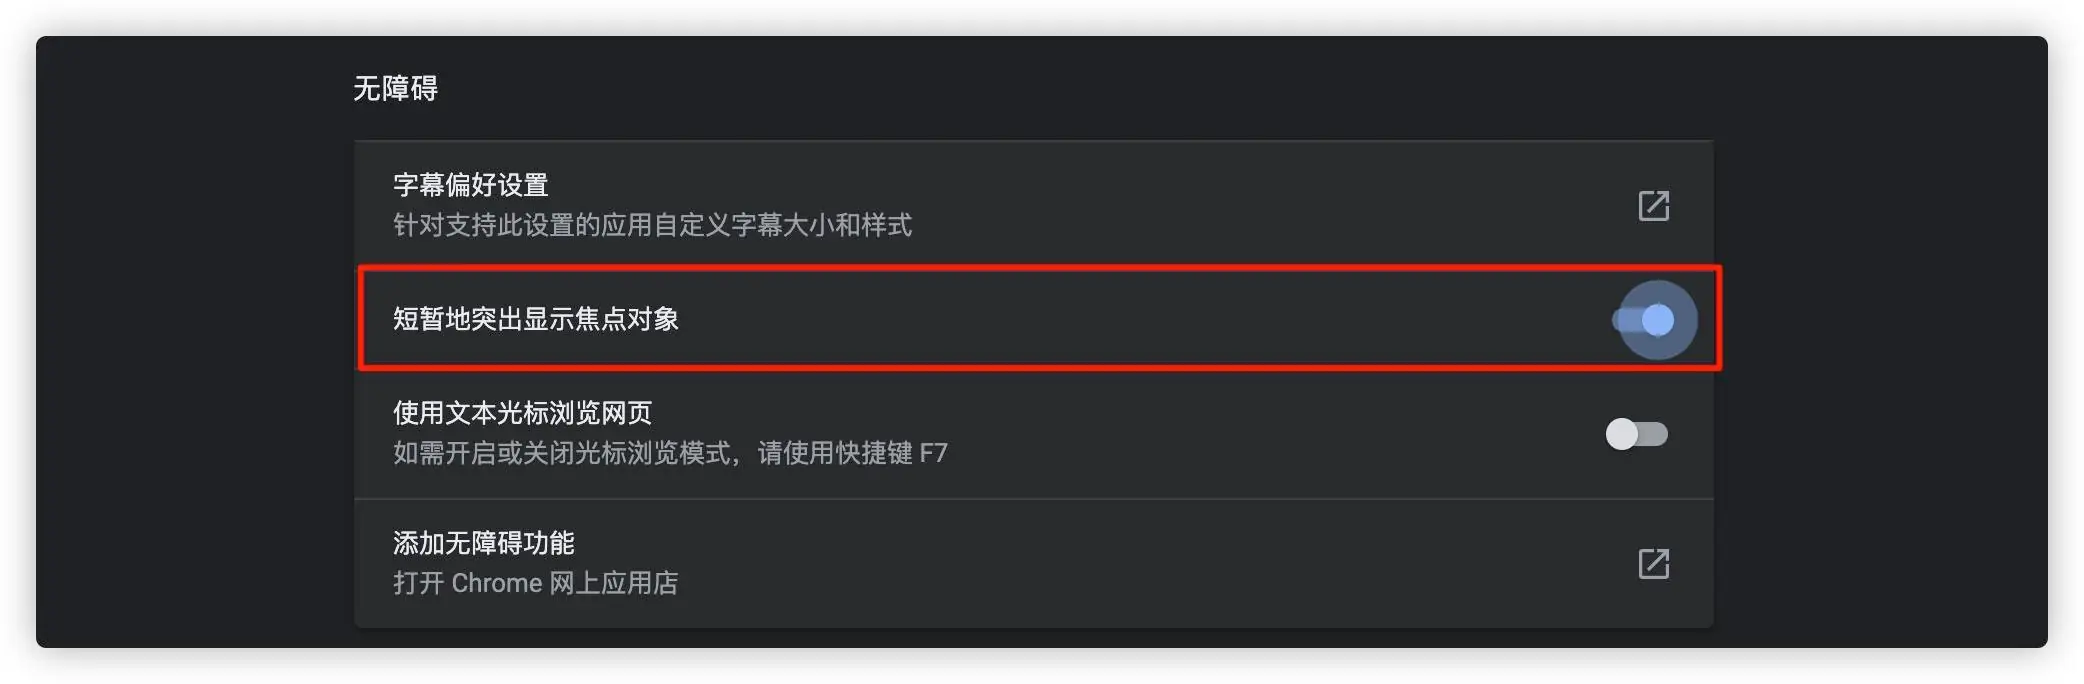 无障碍
字幕偏好设置
针对支持此设置的应用自定义字幕大小和样式
短暂地突出显示焦点对象
使用文本光标浏览网页
如需开启或关闭光标浏览模式，请使用快捷键 F7
添加无障碍功能
打开 Chrome 网上应用店